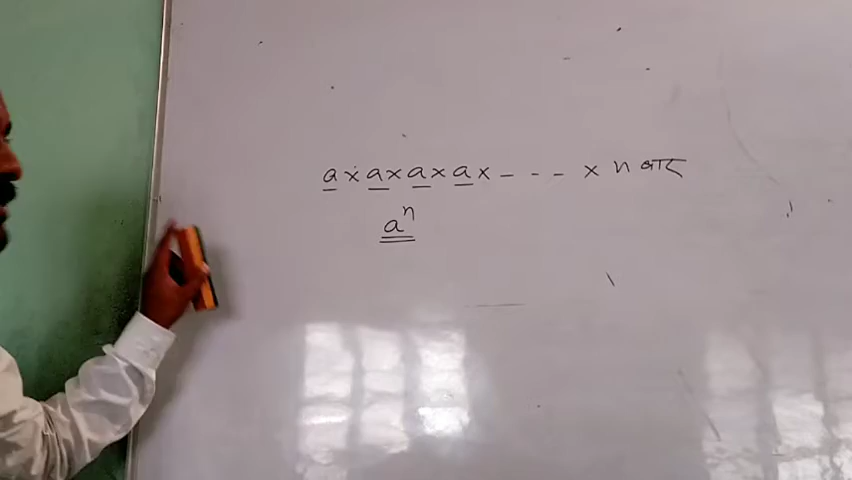 a × a × a × a × - - - × n बार
aⁿ